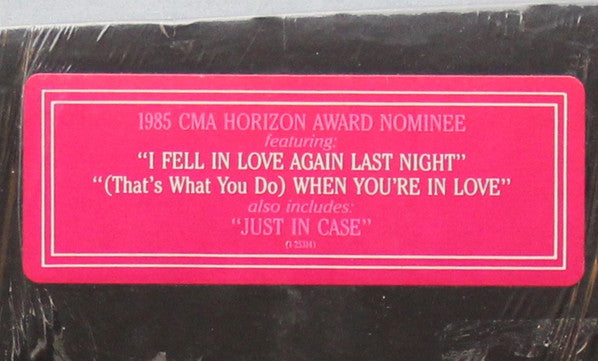 1985 CMA HORIZON AWARD NOMINEE
featuring:
"I FELL IN LOVE AGAIN LAST NIGHT"
"(That's What You Do) WHEN YOU'RE IN LOVE"
also includes:
"JUST IN CASE"
(1 25314)